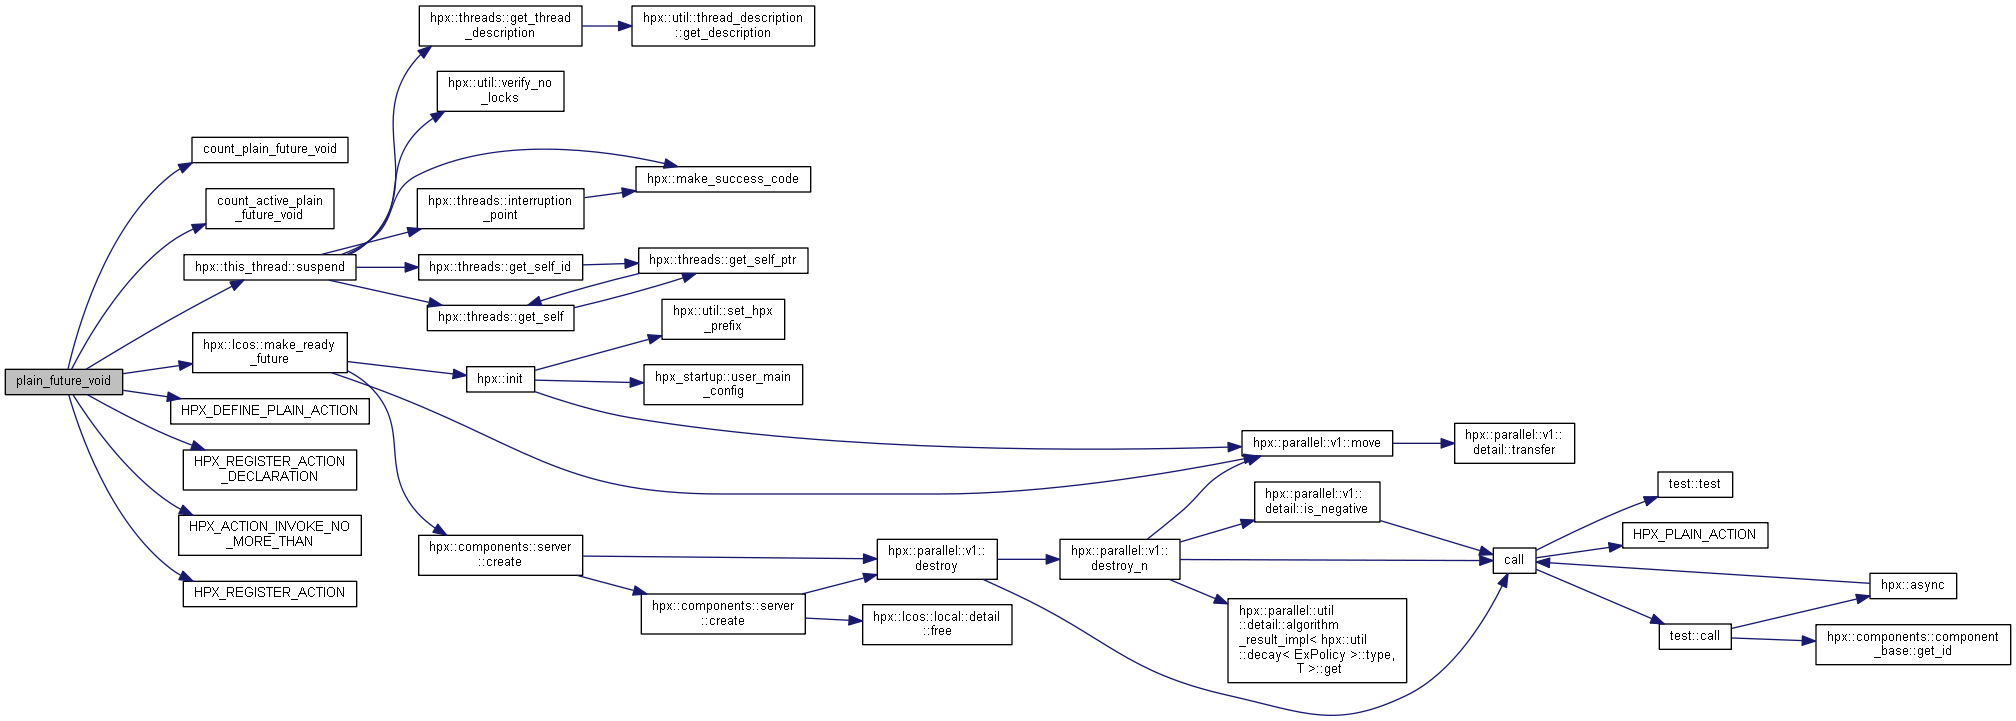 hpx::threads::get_thread
_description
hpx::util::thread_description
::get_description
hpx::util::verify_no
_locks
count_plain_future_void
hpx::make_success_code
count_active_plain
_future_void
hpx::threads::interruption
_point
hpx::this_thread::suspend
hpx::threads::get_self_id
hpx::threads::get_self_ptr
hpx::threads::get_self
hpx::util::set_hpx
_prefix
hpx::lcos::make_ready
_future
plain_future_void
hpx::init
hpx_startup::user_main
_config
HPX_DEFINE_PLAIN_ACTION
hpx::parallel::v1::move
hpx::parallel::v1::
detail::transfer
HPX_REGISTER_ACTION
_DECLARATION
hpx::parallel::v1::
detail::is_negative
test::test
HPX_ACTION_INVOKE_NO
_MORE_THAN
HPX_PLAIN_ACTION
hpx::components::server
::create
hpx::parallel::v1::
destroy
hpx::parallel::v1::
destroy_n
call
HPX_REGISTER_ACTION
hpx::async
hpx::components::server
::create
hpx::lcos::local::detail
::free
hpx::parallel::util
::detail::algorithm
_result_impl< hpx::util
::decay< ExPolicy >::type,
T >::get
test::call
hpx::components::component
_base::get_id